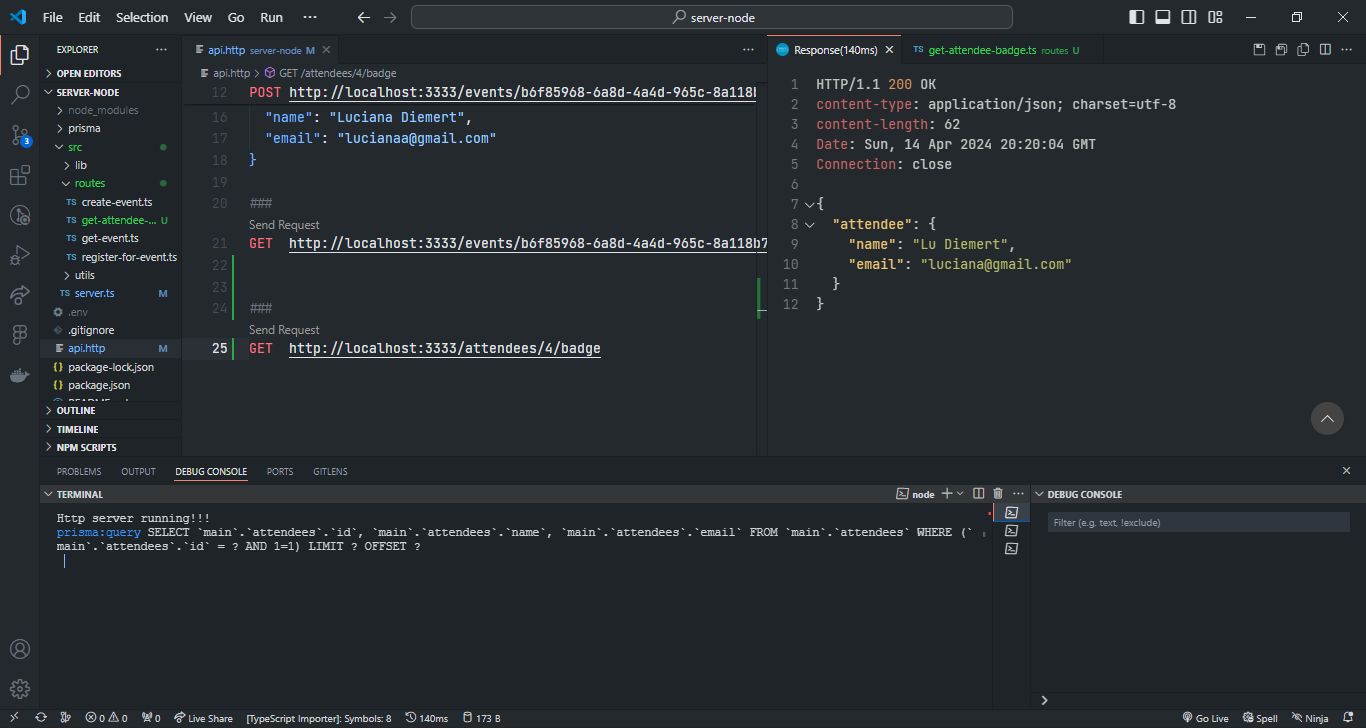 File Edit Selection View Go Run ··· server-node
EXPLORER ···
OPEN EDITORS
SERVER-NODE
node_modules
prisma
src
lib
routes
TS create-event.ts
TS get-attendee-... U
TS get-event.ts
TS register-for-event.ts
utils
TS server.ts M
.env
.gitignore
api.http M
{} package-lock.json
{} package.json
OUTLINE
TIMELINE
NPM SCRIPTS
3
api.http server-node M
api.http > GET /attendees/4/badge
12 POST http://localhost:3333/events/b6f85968-6a8d-4a4d-965c-8a118b
16 "name": "Luciana Diemert",
17 "email": "lucianaa@gmail.com"
18 }
19
20 ###
Send Request
21 GET http://localhost:3333/events/b6f85968-6a8d-4a4d-965c-8a118b7
22
23
24 ###
Send Request
25 GET http://localhost:3333/attendees/4/badge
Response(140ms) TS get-attendee-badge.ts routes U
1 HTTP/1.1 200 OK
2 content-type: application/json; charset=utf-8
3 content-length: 62
4 Date: Sun, 14 Apr 2024 20:20:04 GMT
5 Connection: close
6
7 {
8 "attendee": {
9 "name": "Lu Diemert",
10 "email": "luciana@gmail.com"
11 }
12 }
PROBLEMS OUTPUT DEBUG CONSOLE PORTS GITLENS
TERMINAL node
Http server running!!!
prisma:query SELECT `main`.`attendees`.`id`, `main`.`attendees`.`name`, `main`.`attendees`.`email` FROM `main`.`attendees` WHERE (`
main`.`attendees`.`id` = ? AND 1=1) LIMIT ? OFFSET ?
DEBUG CONSOLE
Filter (e.g. text, !exclude)
0 0 0 Live Share [TypeScript Importer]: Symbols: 8 140ms 173 B Go Live Spell Ninja